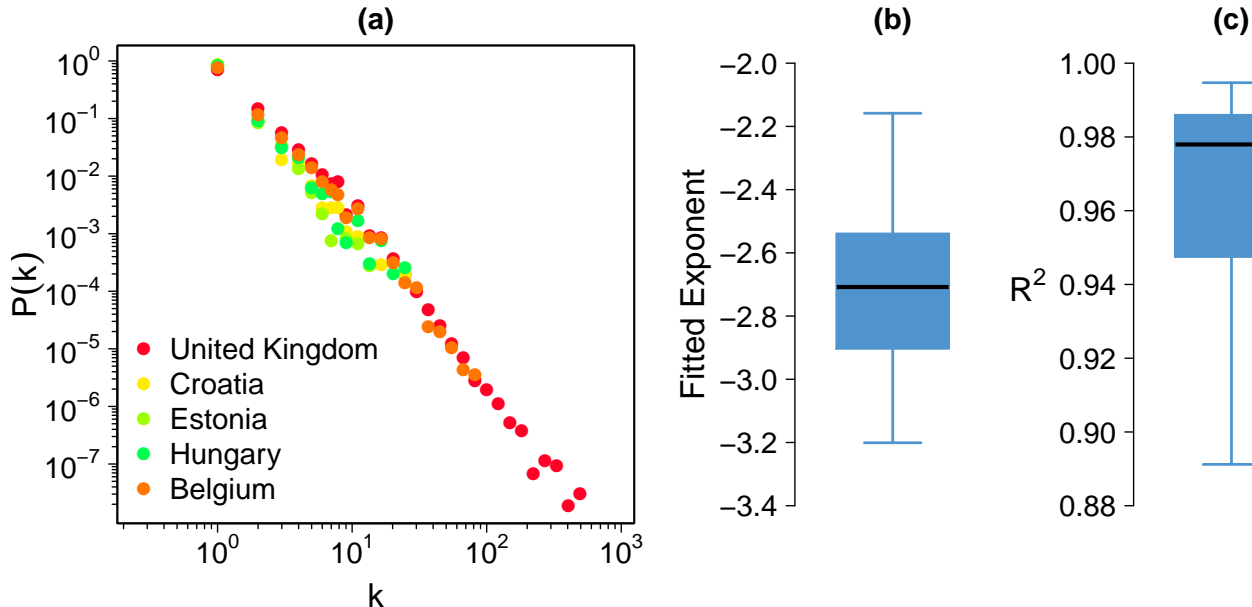 (a)
P(k)
10^0
10^−1
10^−2
10^−3
10^−4
10^−5
10^−6
10^−7
United Kingdom
Croatia
Estonia
Hungary
Belgium
10^0 10^1 10^2 10^3
k
(b)
Fitted Exponent
−2.0
−2.2
−2.4
−2.6
−2.8
−3.0
−3.2
−3.4
(c)
R^2
1.00
0.98
0.96
0.94
0.92
0.90
0.88